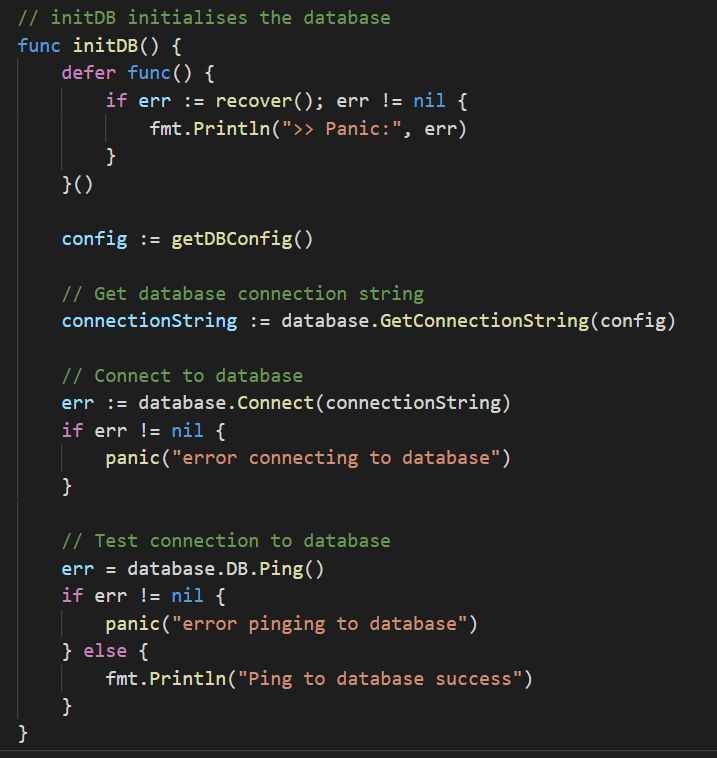 // initDB initialises the database
func initDB() {
    defer func() {
        if err := recover(); err != nil {
            fmt.Println(">> Panic:", err)
        }
    }()

    config := getDBConfig()

    // Get database connection string
    connectionString := database.GetConnectionString(config)

    // Connect to database
    err := database.Connect(connectionString)
    if err != nil {
        panic("error connecting to database")
    }

    // Test connection to database
    err = database.DB.Ping()
    if err != nil {
        panic("error pinging to database")
    } else {
        fmt.Println("Ping to database success")
    }
}